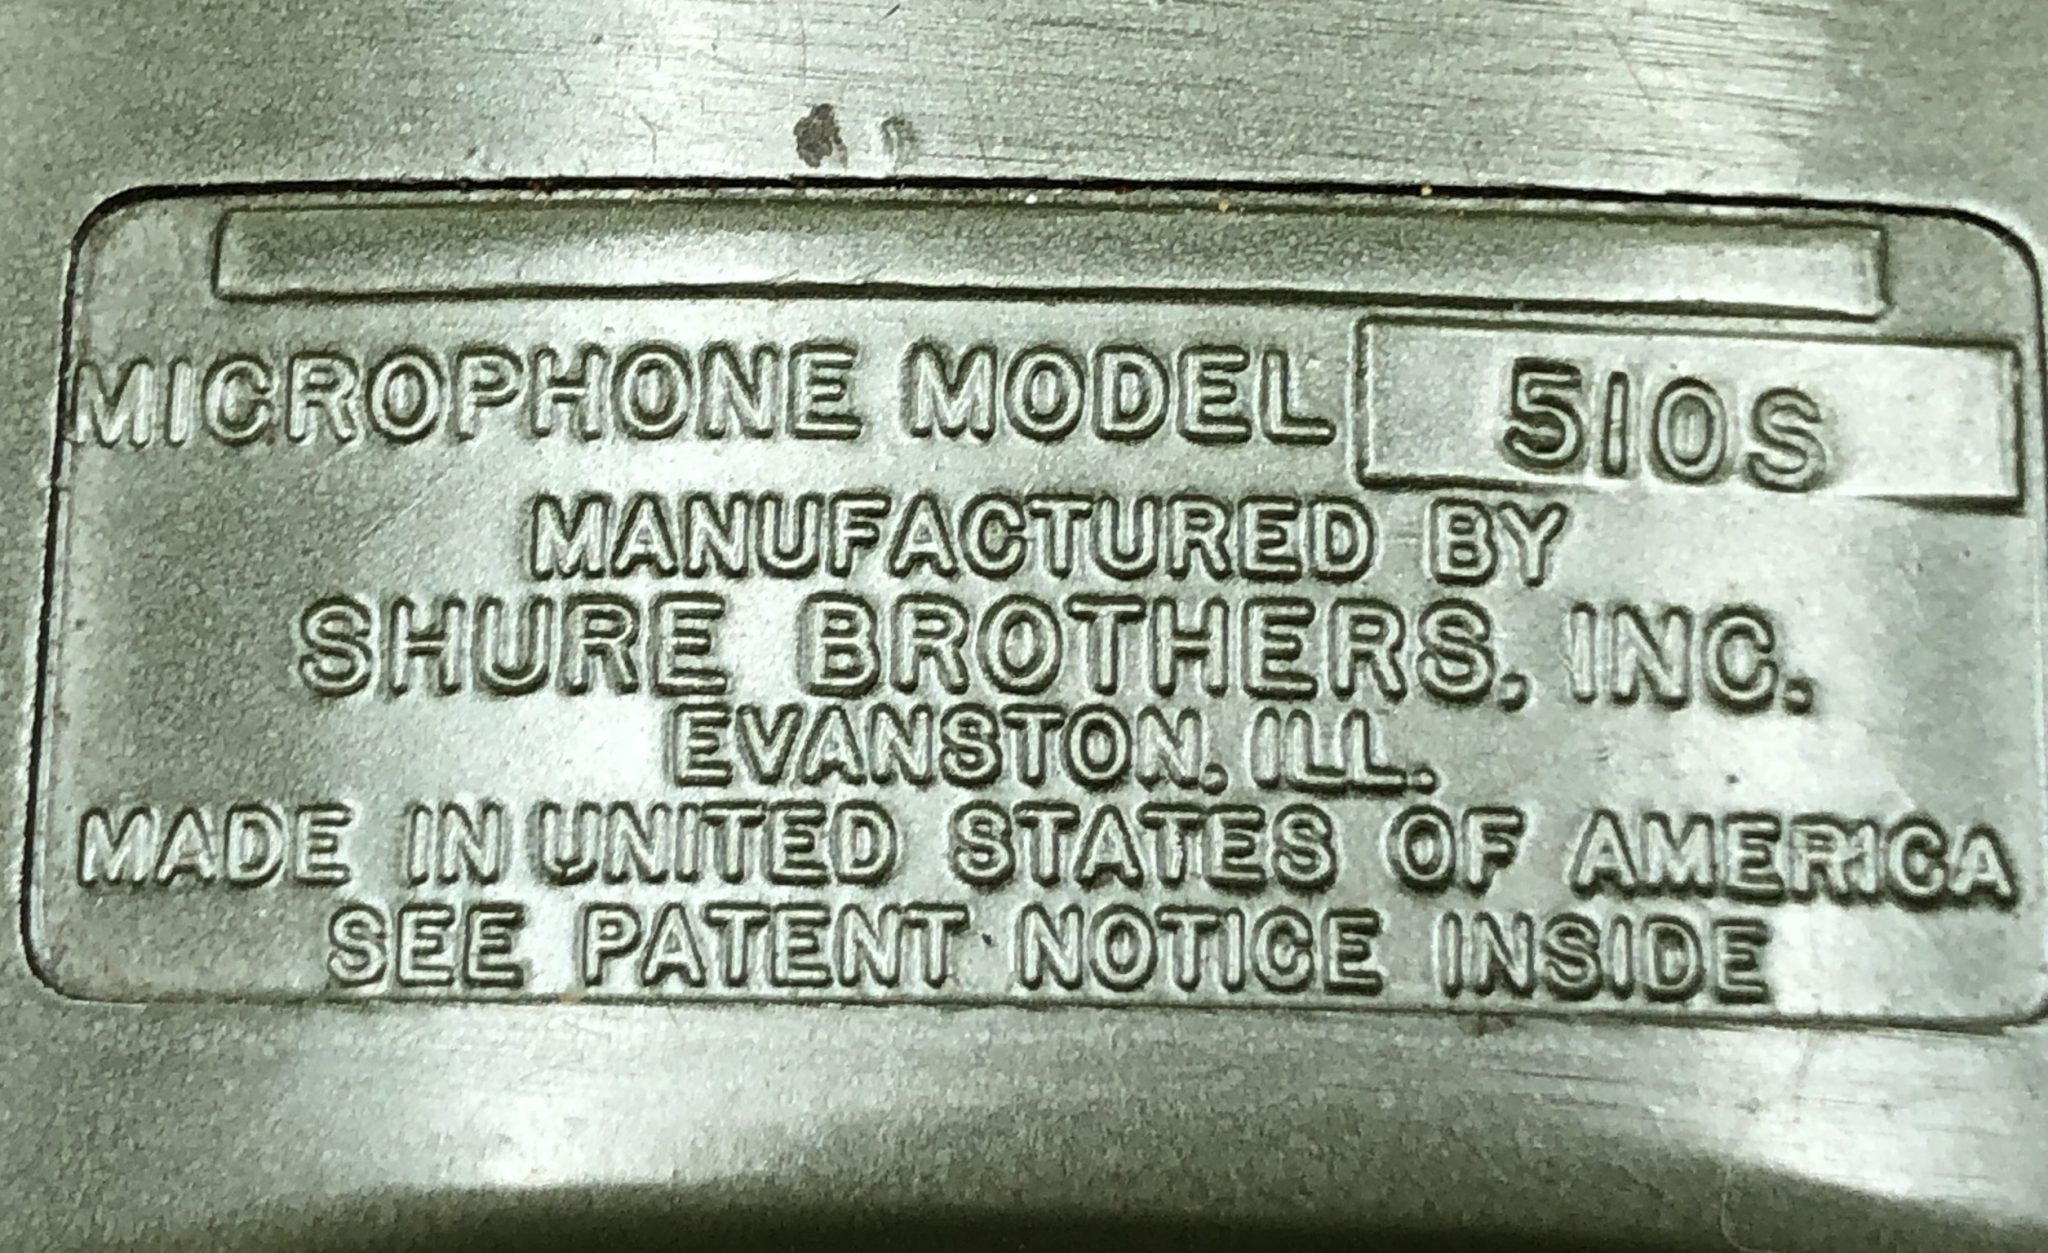 MICROPHONE MODEL 510S
MANUFACTURED BY
SHURE BROTHERS, INC.
EVANSTON, ILL.
MADE IN UNITED STATES OF AMERICA
SEE PATENT NOTICE INSIDE